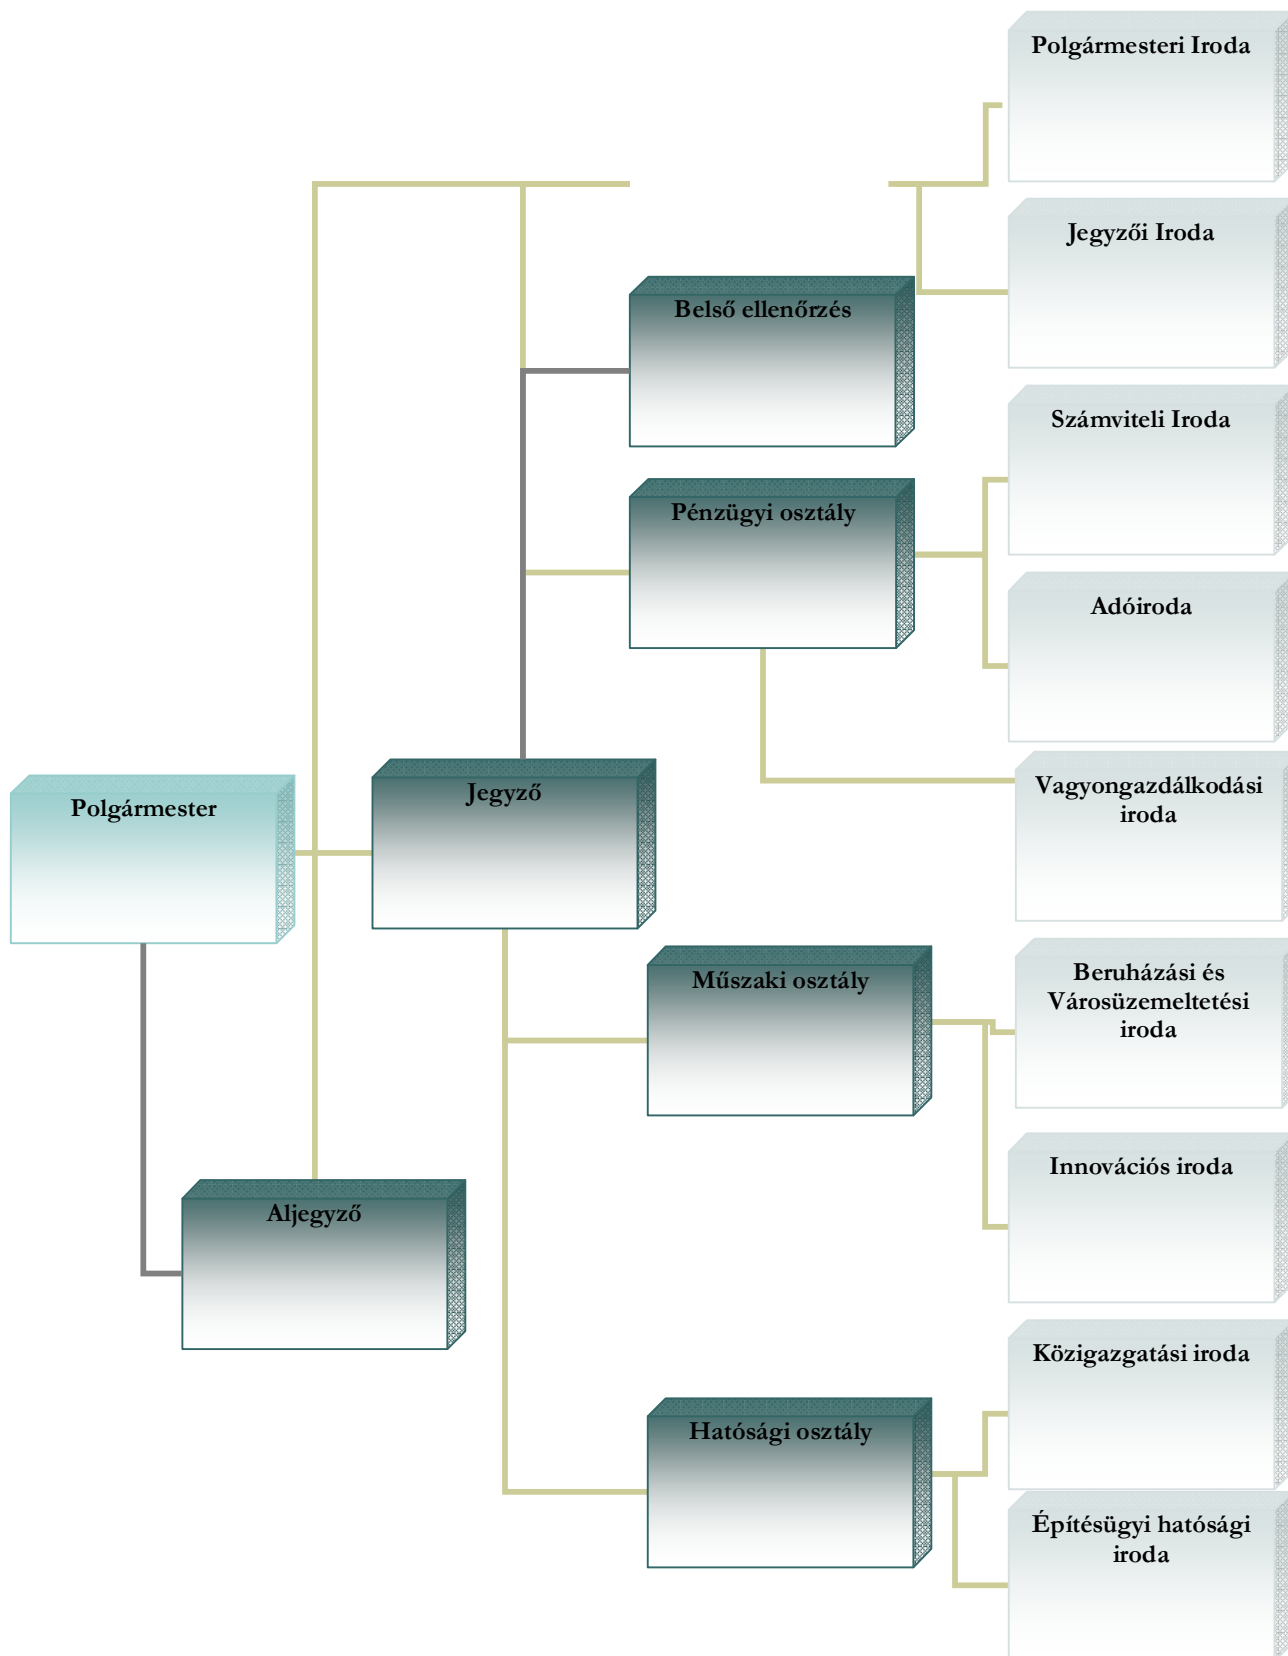 Polgármesteri Iroda
Jegyzői Iroda
Belső ellenőrzés
Számviteli Iroda
Pénzügyi osztály
Adóiroda
Jegyző
Vagyongazdálkodási
iroda
Polgármester
Műszaki osztály
Beruházási és
Városüzemeltetési
iroda
Innovációs iroda
Aljegyző
Közigazgatási iroda
Hatósági osztály
Építésügyi hatósági
iroda